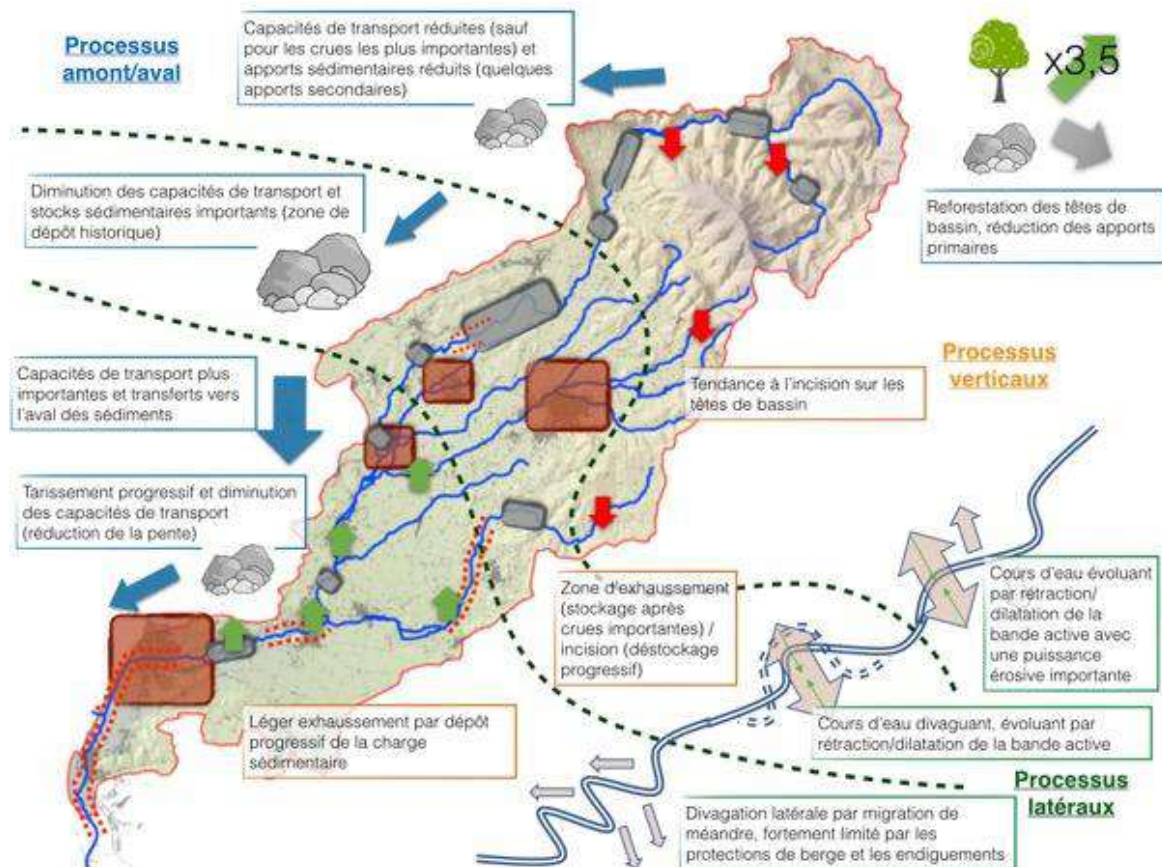 Processus
amont/aval
Capacités de transport réduites (sauf
pour les crues les plus importantes) et
apports sédimentaires réduits (quelques
apports secondaires)
x3,5
Reforestation des têtes de
bassin, réduction des apports
primaires
Diminution des capacités de transport et
stocks sédimentaires importants (zone de
dépôt historique)
Capacités de transport plus
importantes et transferts vers
l'aval des sédiments
Processus
verticaux
Tendance à l'incision sur les
têtes de bassin
Tarissement progressif et diminution
des capacités de transport
(réduction de la pente)
Zone d'exhaussement
(stockage après
crues importantes) /
incision (déstockage
progressif)
Cours d'eau évoluant
par rétraction/
dilatation de la
bande active avec
une puissance
érosive importante
Léger exhaussement par dépôt
progressif de la charge
sédimentaire
Cours d'eau divaguant, évoluant par
rétraction/dilatation de la bande active
Processus
latéraux
Divagation latérale par migration de
méandre, fortement limité par les
protections de berge et les endiguements